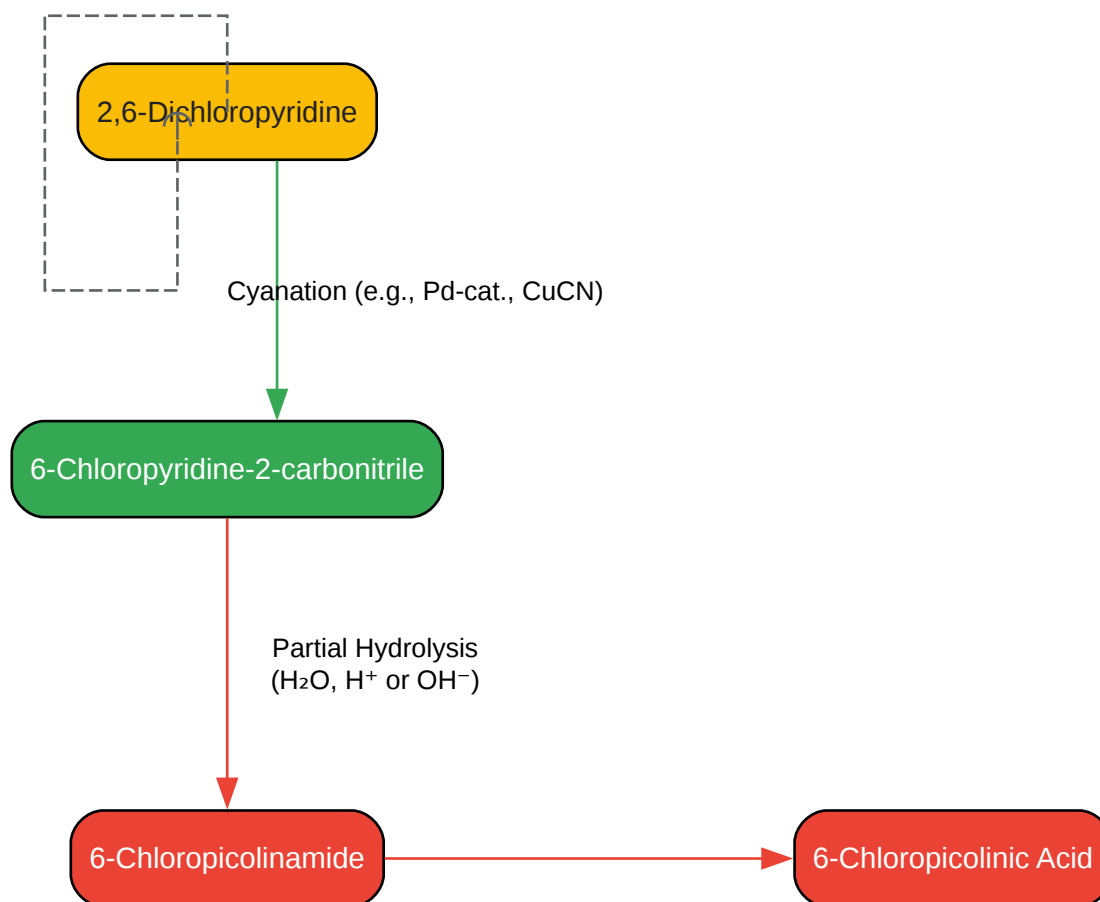 2,6-Dichloropyridine
Cyanation (e.g., Pd-cat., CuCN)
6-Chloropyridine-2-carbonitrile
Partial Hydrolysis
(H₂O, H⁺ or OH⁻)
6-Chloropicolinamide
6-Chloropicolinic Acid